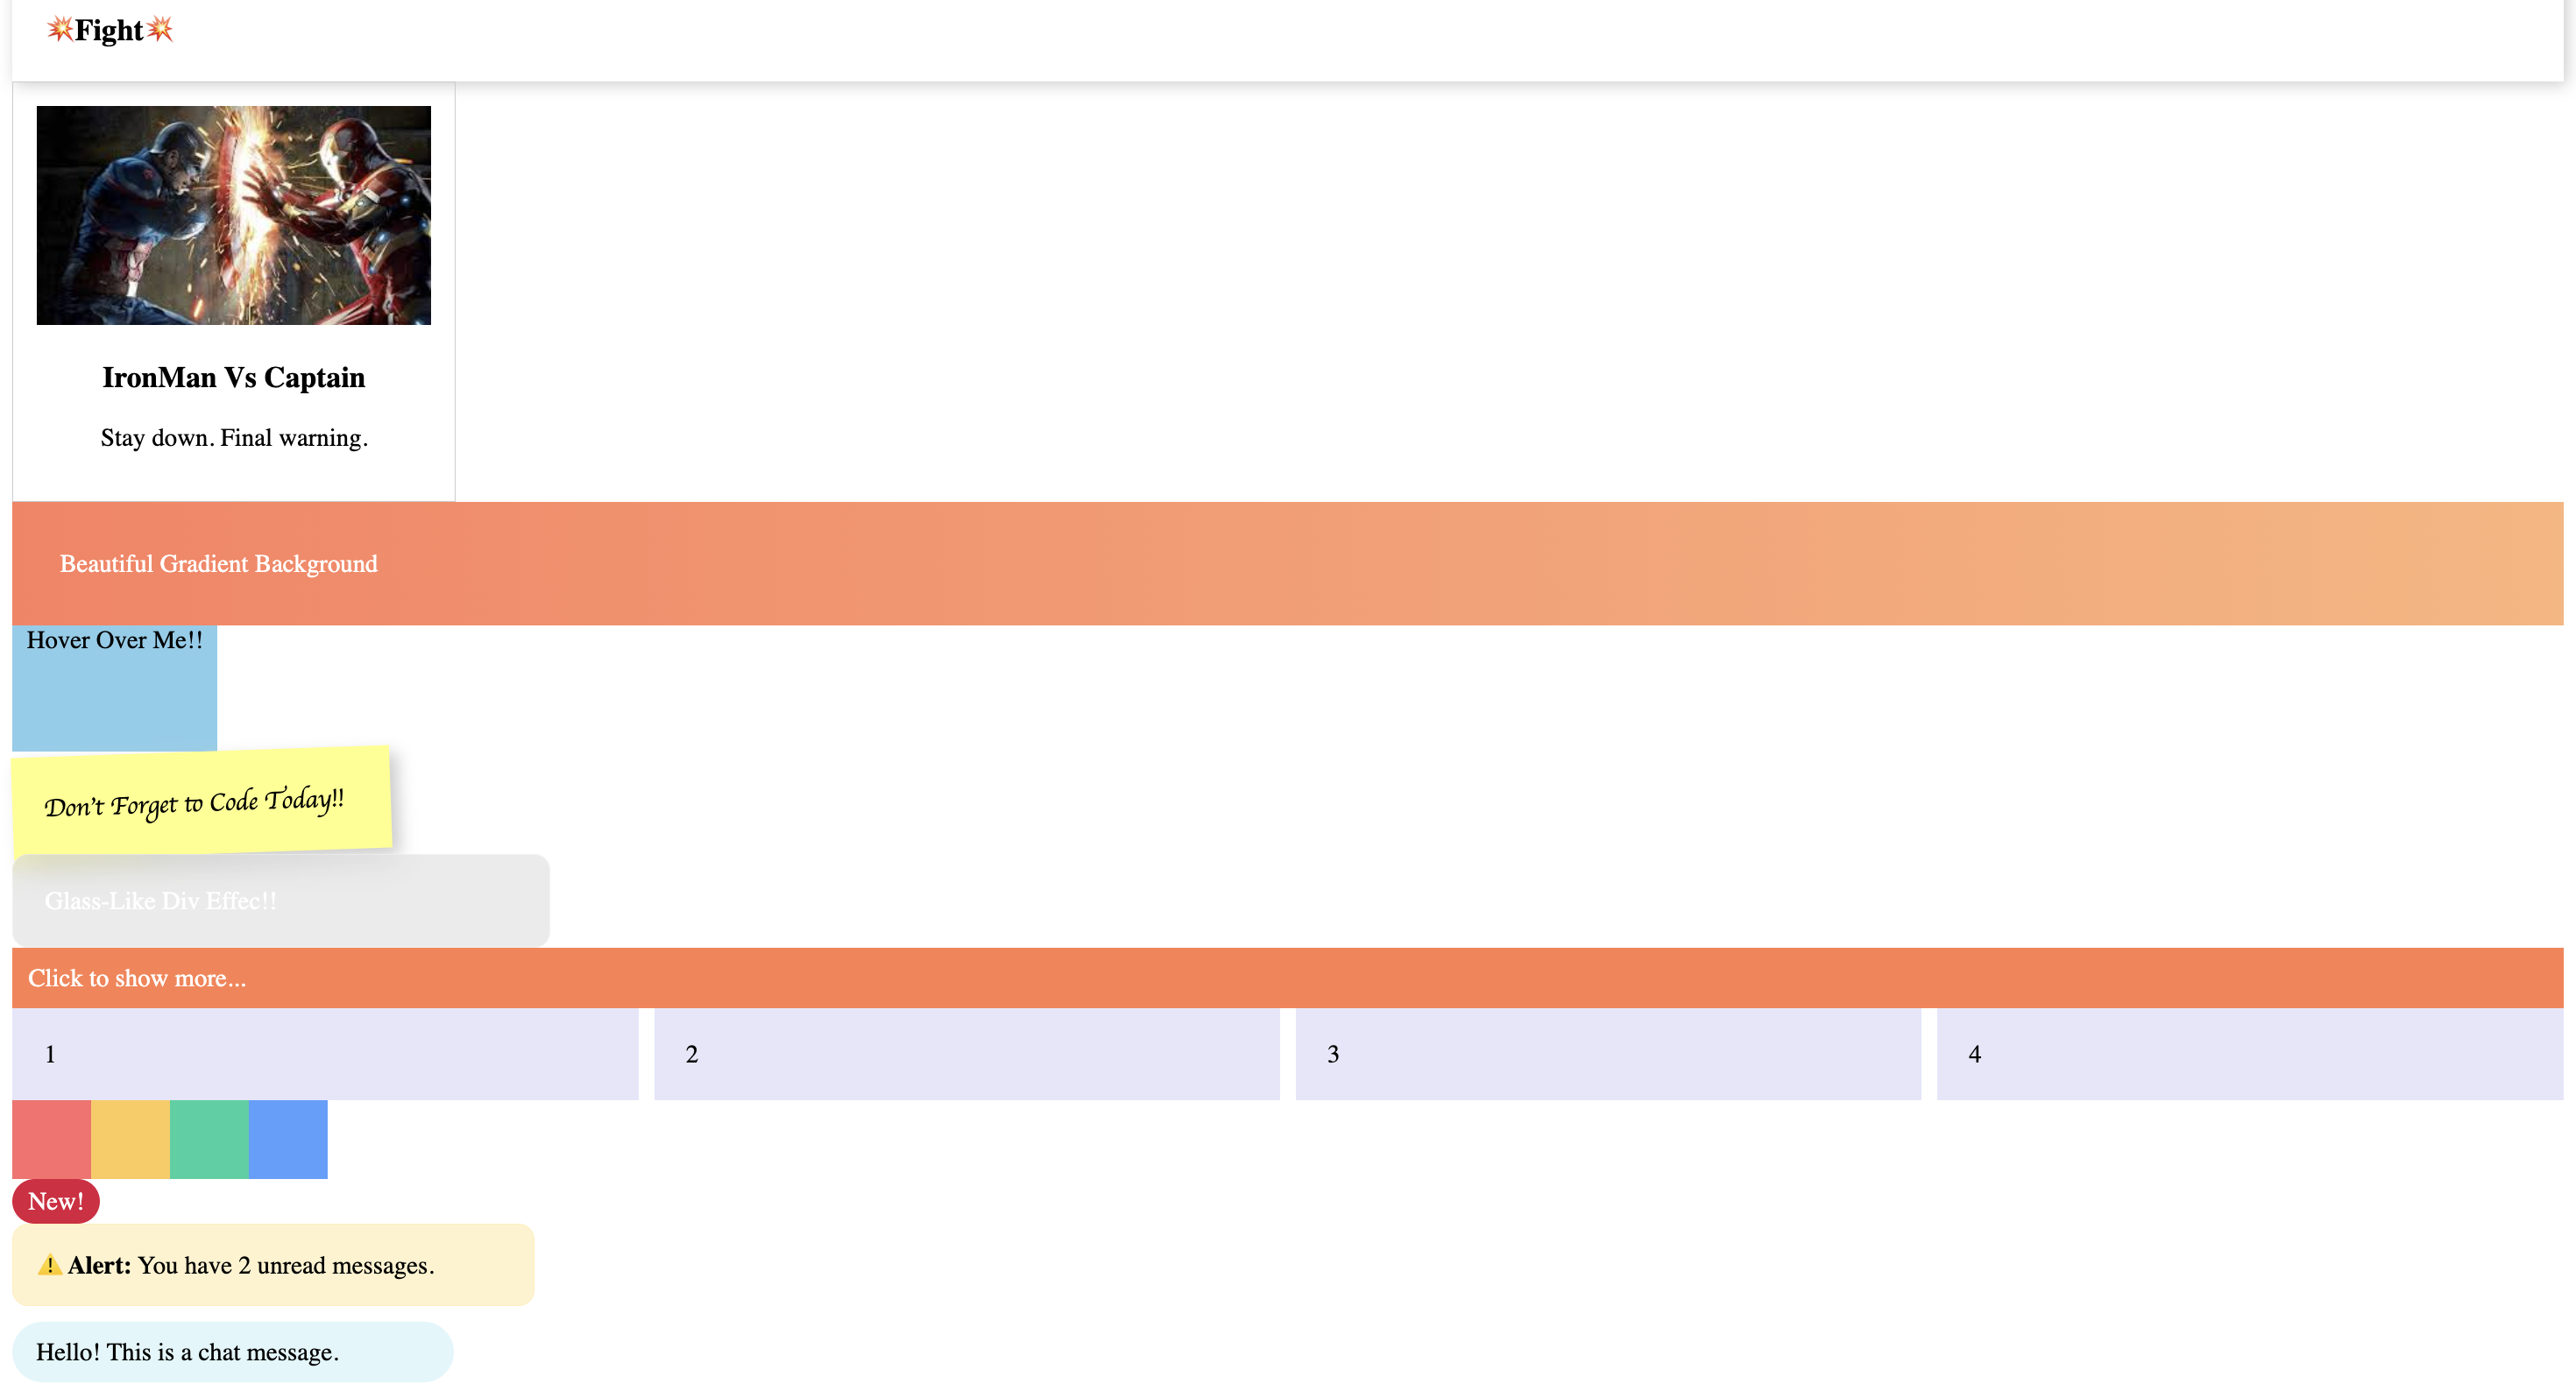 💥Fight💥
IronMan Vs Captain
Stay down. Final warning.
Beautiful Gradient Background
Hover Over Me!!
Don't Forget to Code Today!!
Glass-Like Div Effec!!
Click to show more...
1
2
3
4
New!
⚠️ Alert: You have 2 unread messages.
Hello! This is a chat message.